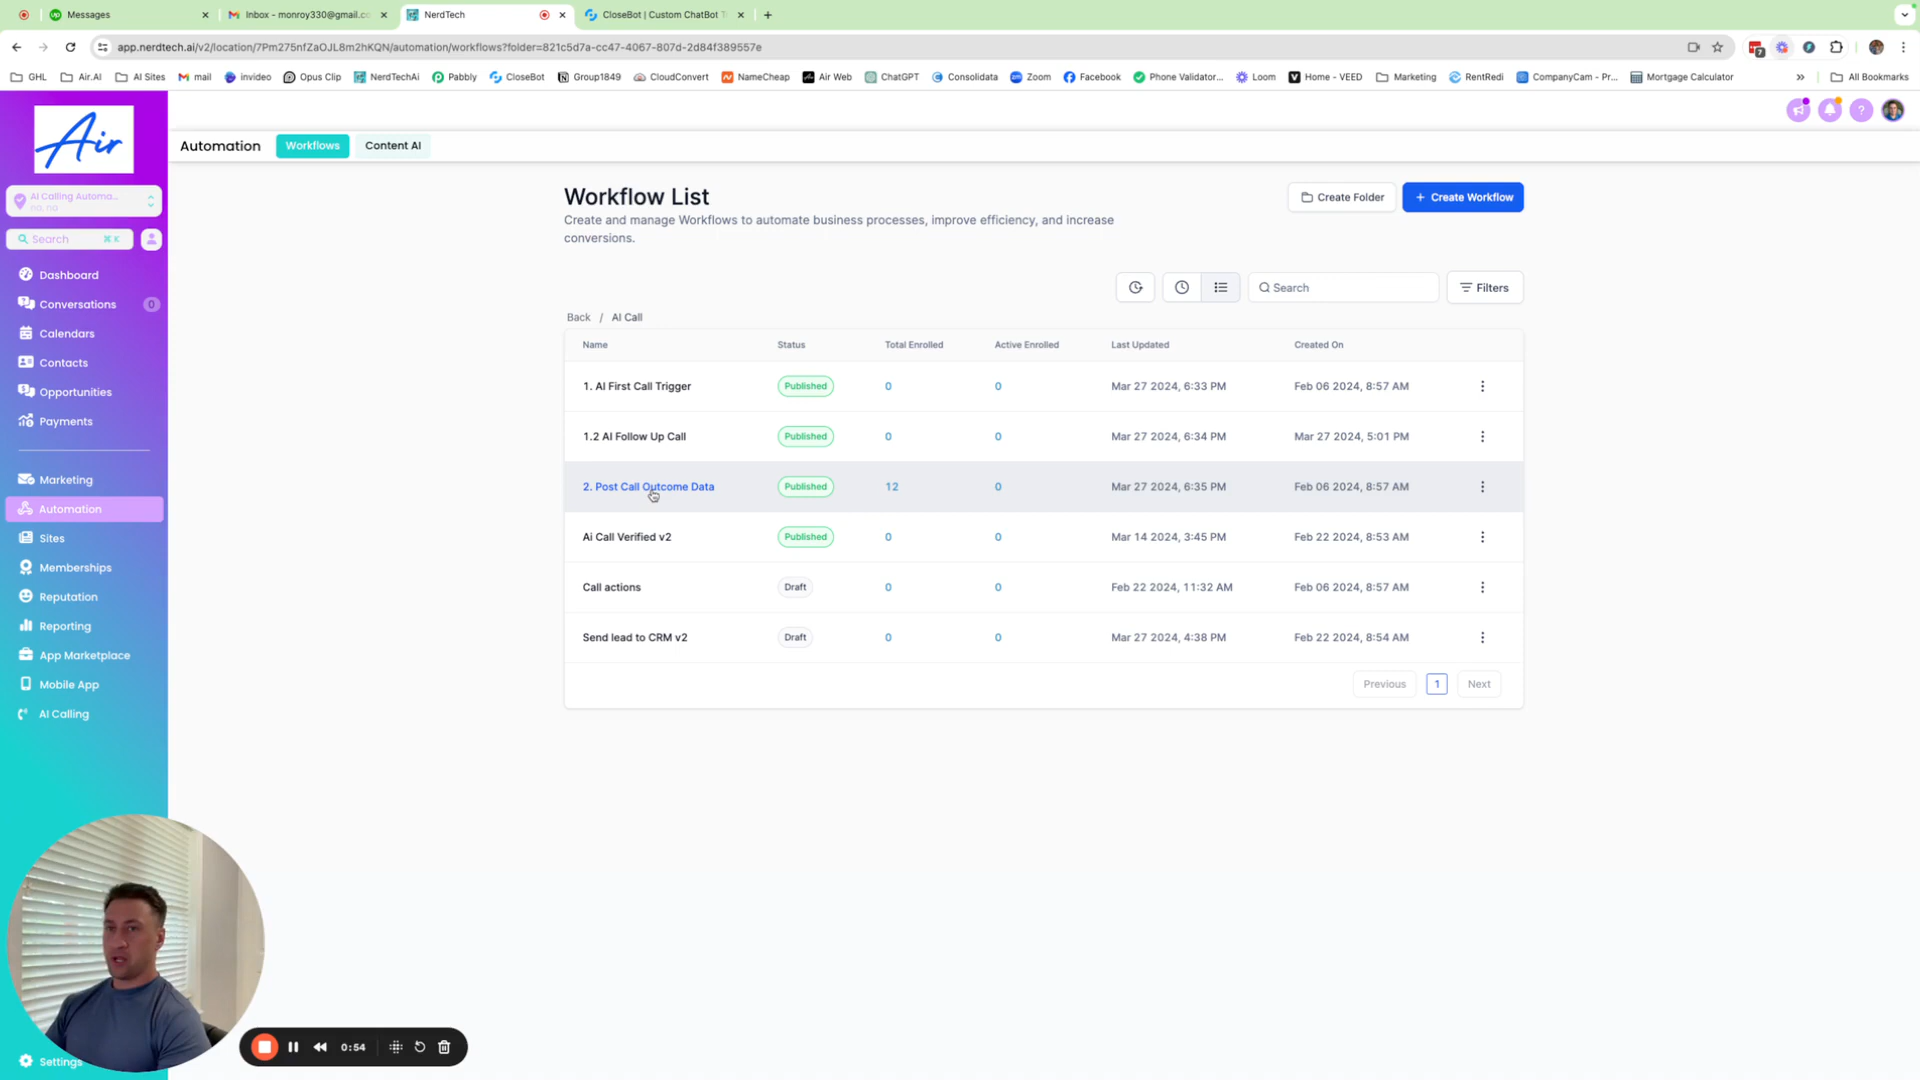 Messages
Inbox - monroy330@gmail.co
NerdTech
CloseBot | Custom ChatBot T
app.nerdtech.ai/v2/location/7Pm275nfZaOJL8m2hKQN/automation/workflows?folder=821c5d7a-cc47-4067-807d-2d84f389557e
7
GHL
Air.AI
AI Sites
mail
invideo
Opus Clip
NerdTechAi
Pabbly
CloseBot
Group1849
CloudConvert
NameCheap
Air Web
ChatGPT
Consolidata
Zoom
Facebook
Phone Validator...
Loom
Home - VEED
Marketing
RentRedi
CompanyCam - Pr...
Mortgage Calculator
»
All Bookmarks
Air
Automation
Workflows
Content AI
AI Calling Automa...
na, na
Search
⌘ K
Dashboard
Conversations
0
Calendars
Contacts
Opportunities
Payments
Marketing
Automation
Sites
Memberships
Reputation
Reporting
App Marketplace
Mobile App
AI Calling
Settings
Workflow List
Create and manage Workflows to automate business processes, improve efficiency, and increase
conversions.
Create Folder
+ Create Workflow
Search
Filters
Back / AI Call
Name Status Total Enrolled Active Enrolled Last Updated Created On
1. AI First Call Trigger Published 0 0 Mar 27 2024, 6:33 PM Feb 06 2024, 8:57 AM
1.2 AI Follow Up Call Published 0 0 Mar 27 2024, 6:34 PM Mar 27 2024, 5:01 PM
2. Post Call Outcome Data Published 12 0 Mar 27 2024, 6:35 PM Feb 06 2024, 8:57 AM
Ai Call Verified v2 Published 0 0 Mar 14 2024, 3:45 PM Feb 22 2024, 8:53 AM
Call actions Draft 0 0 Feb 22 2024, 11:32 AM Feb 06 2024, 8:57 AM
Send lead to CRM v2 Draft 0 0 Mar 27 2024, 4:38 PM Feb 22 2024, 8:54 AM
Previous 1 Next
0:54